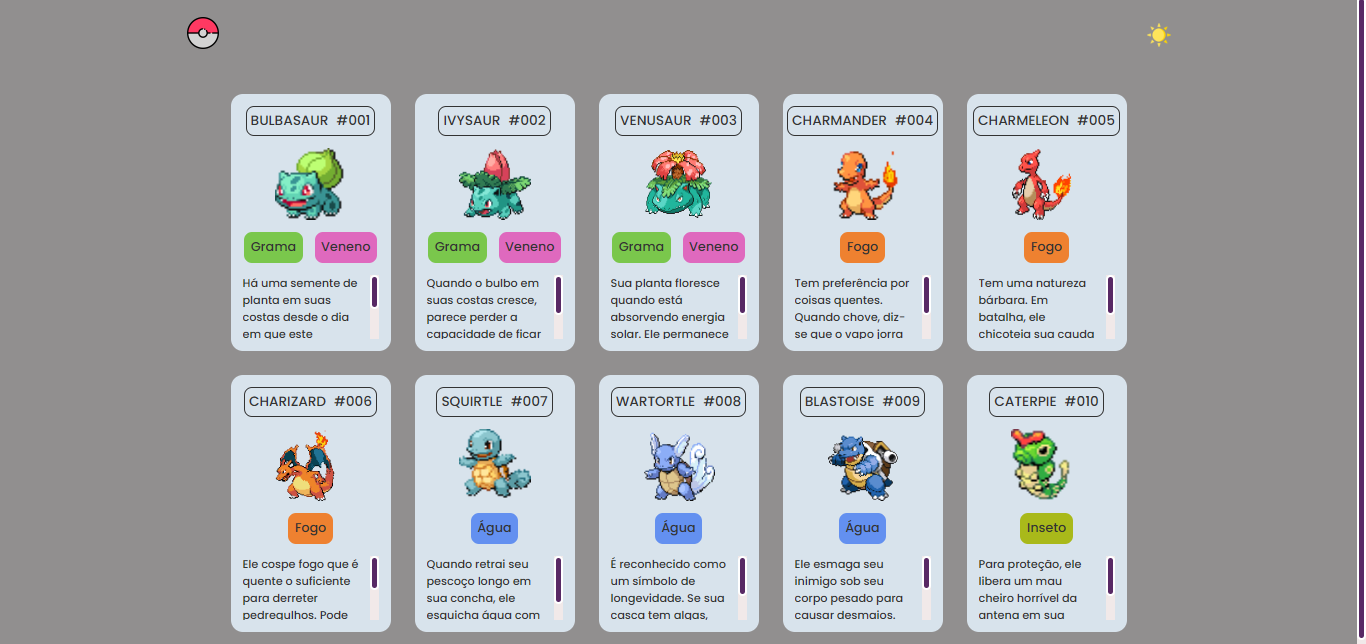 BULBASAUR #001
IVYSAUR #002
VENUSAUR #003
CHARMANDER #004
CHARMELEON #005
Grama Veneno
Grama Veneno
Grama Veneno
Fogo
Fogo
Há uma semente de
planta em suas
costas desde o dia
em que este
Quando o bulbo em
suas costas cresce,
parece perder a
capacidade de ficar
Sua planta floresce
quando está
absorvendo energia
solar. Ele permanece
Tem preferência por
coisas quentes.
Quando chove, diz-
se que o vapo jorra
Tem uma natureza
bárbara. Em
batalha, ele
chicoteia sua cauda
CHARIZARD #006
SQUIRTLE #007
WARTORTLE #008
BLASTOISE #009
CATERPIE #010
Fogo
Água
Água
Água
Inseto
Ele cospe fogo que é
quente o suficiente
para derreter
pedregulhos. Pode
Quando retrai seu
pescoço longo em
sua concha, ele
esguicha água com
É reconhecido como
um símbolo de
longevidade. Se sua
casca tem algas,
Ele esmaga seu
inimigo sob seu
corpo pesado para
causar desmaios.
Para proteção, ele
libera um mau
cheiro horrível da
antena em sua